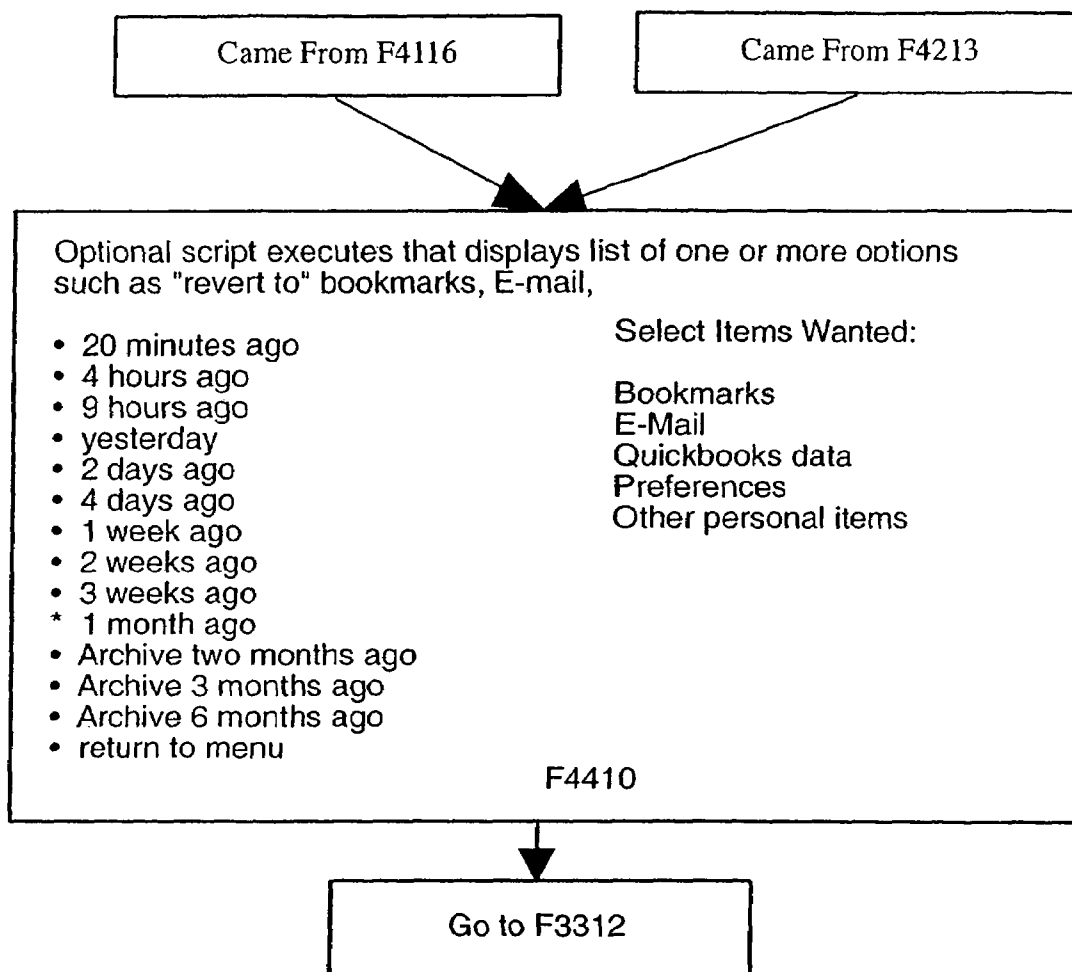 Came From F4116
Came From F4213
Optional script executes that displays list of one or more options
such as "revert to" bookmarks, E-mail,
• 20 minutes ago
• 4 hours ago
• 9 hours ago
• yesterday
• 2 days ago
• 4 days ago
• 1 week ago
• 2 weeks ago
• 3 weeks ago
* 1 month ago
• Archive two months ago
• Archive 3 months ago
• Archive 6 months ago
• return to menu
Select Items Wanted:
Bookmarks
E-Mail
Quickbooks data
Preferences
Other personal items
F4410
Go to F3312